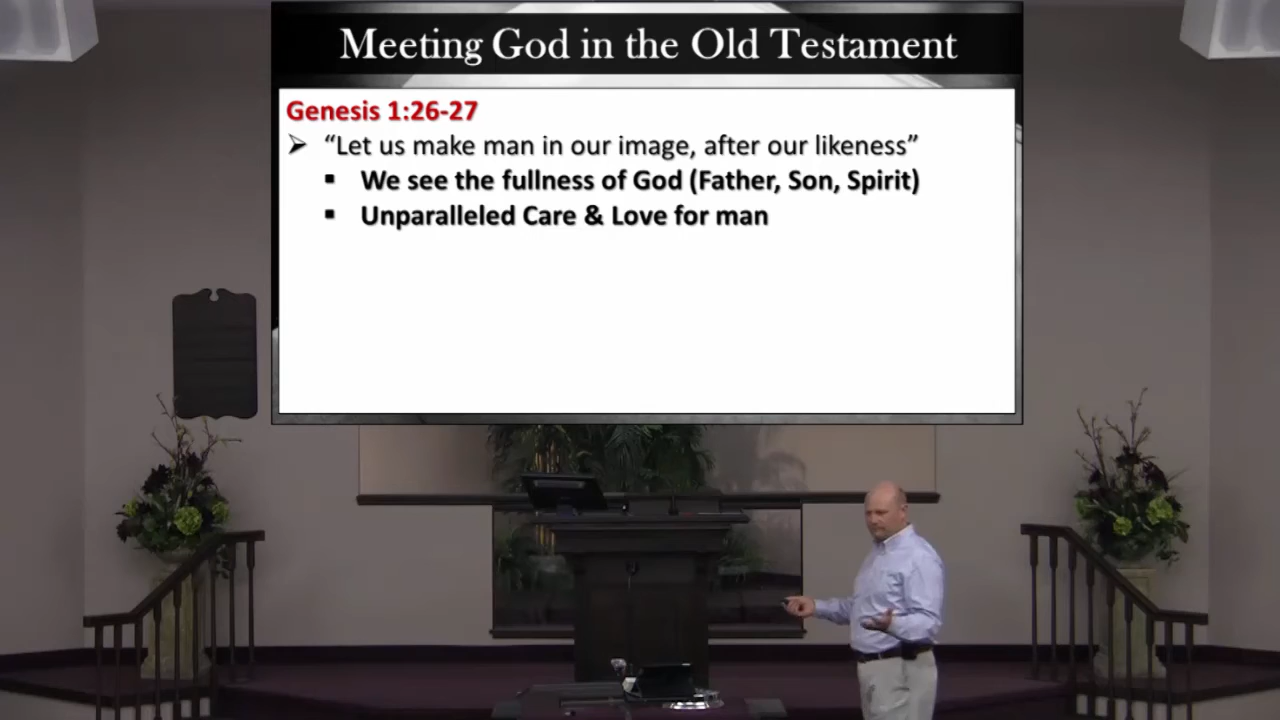 Meeting God in the Old Testament
Genesis 1:26-27
➢ “Let us make man in our image, after our likeness”
▪ We see the fullness of God (Father, Son, Spirit)
▪ Unparalleled Care & Love for man